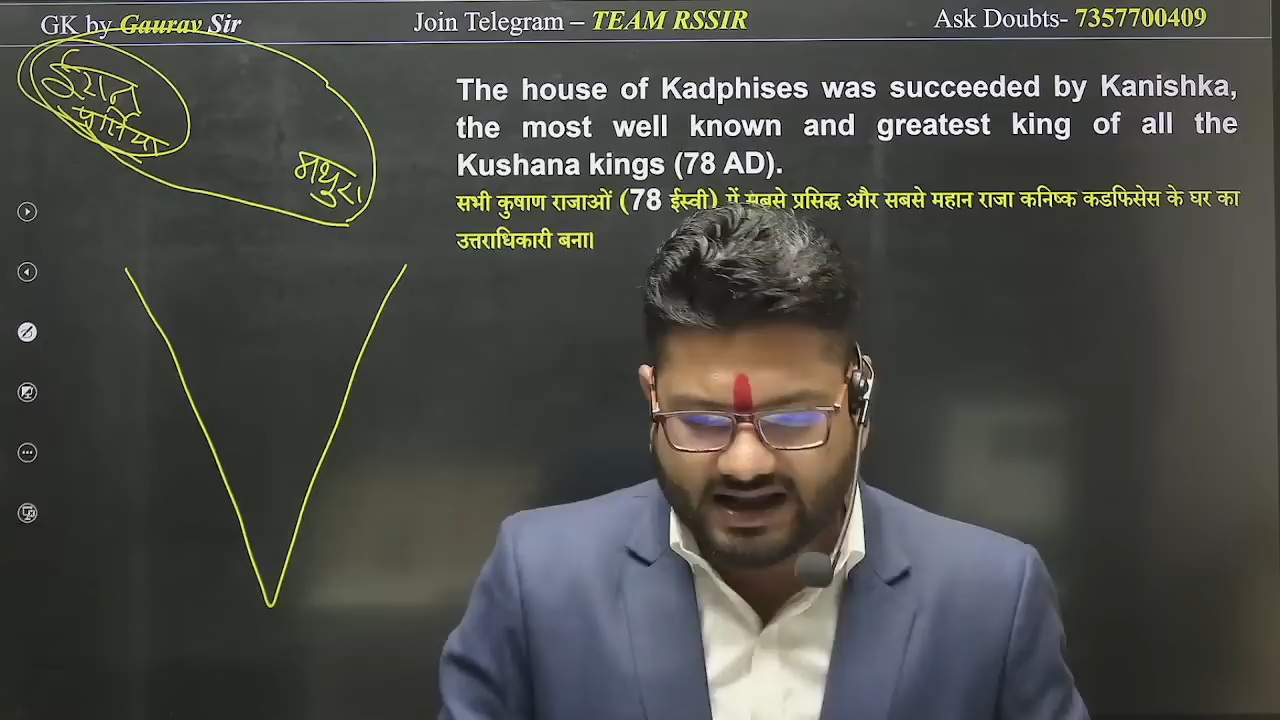 GK by Gaurav Sir
Join Telegram – TEAM RSSIR
Ask Doubts- 7357700409
ईरान
पार्थिया
मथुरा
The house of Kadphises was succeeded by Kanishka,
the most well known and greatest king of all the
Kushana kings (78 AD).
सभी कुषाण राजाओं (78 ईस्वी) में सबसे प्रसिद्ध और सबसे महान राजा कनिष्क कडफिसेस के घर का
उत्तराधिकारी बना।